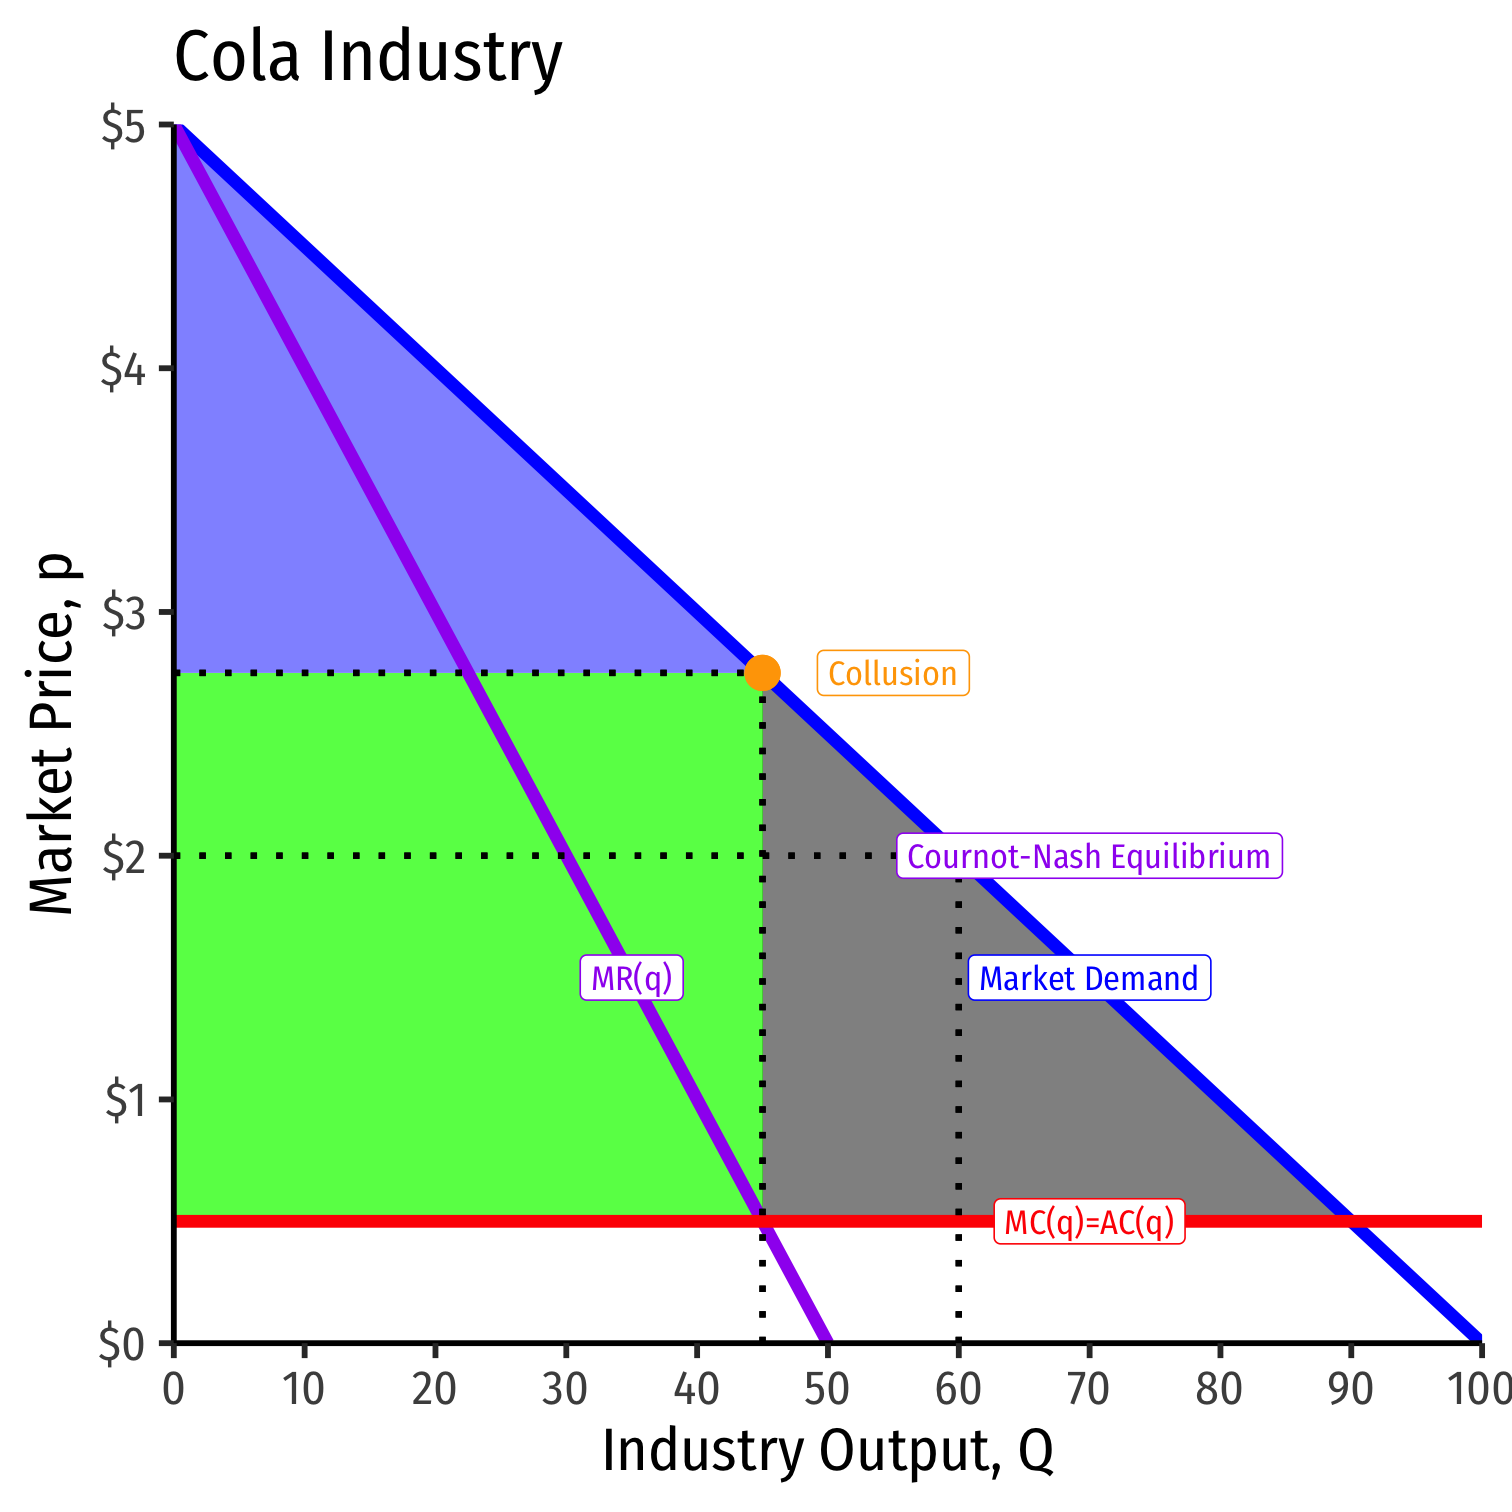 Cola Industry
$5
$4
$3
$2
$1
$0
Market Price, p
Collusion
Cournot-Nash Equilibrium
MR(q)
Market Demand
MC(q)=AC(q)
0 10 20 30 40 50 60 70 80 90 100
Industry Output, Q